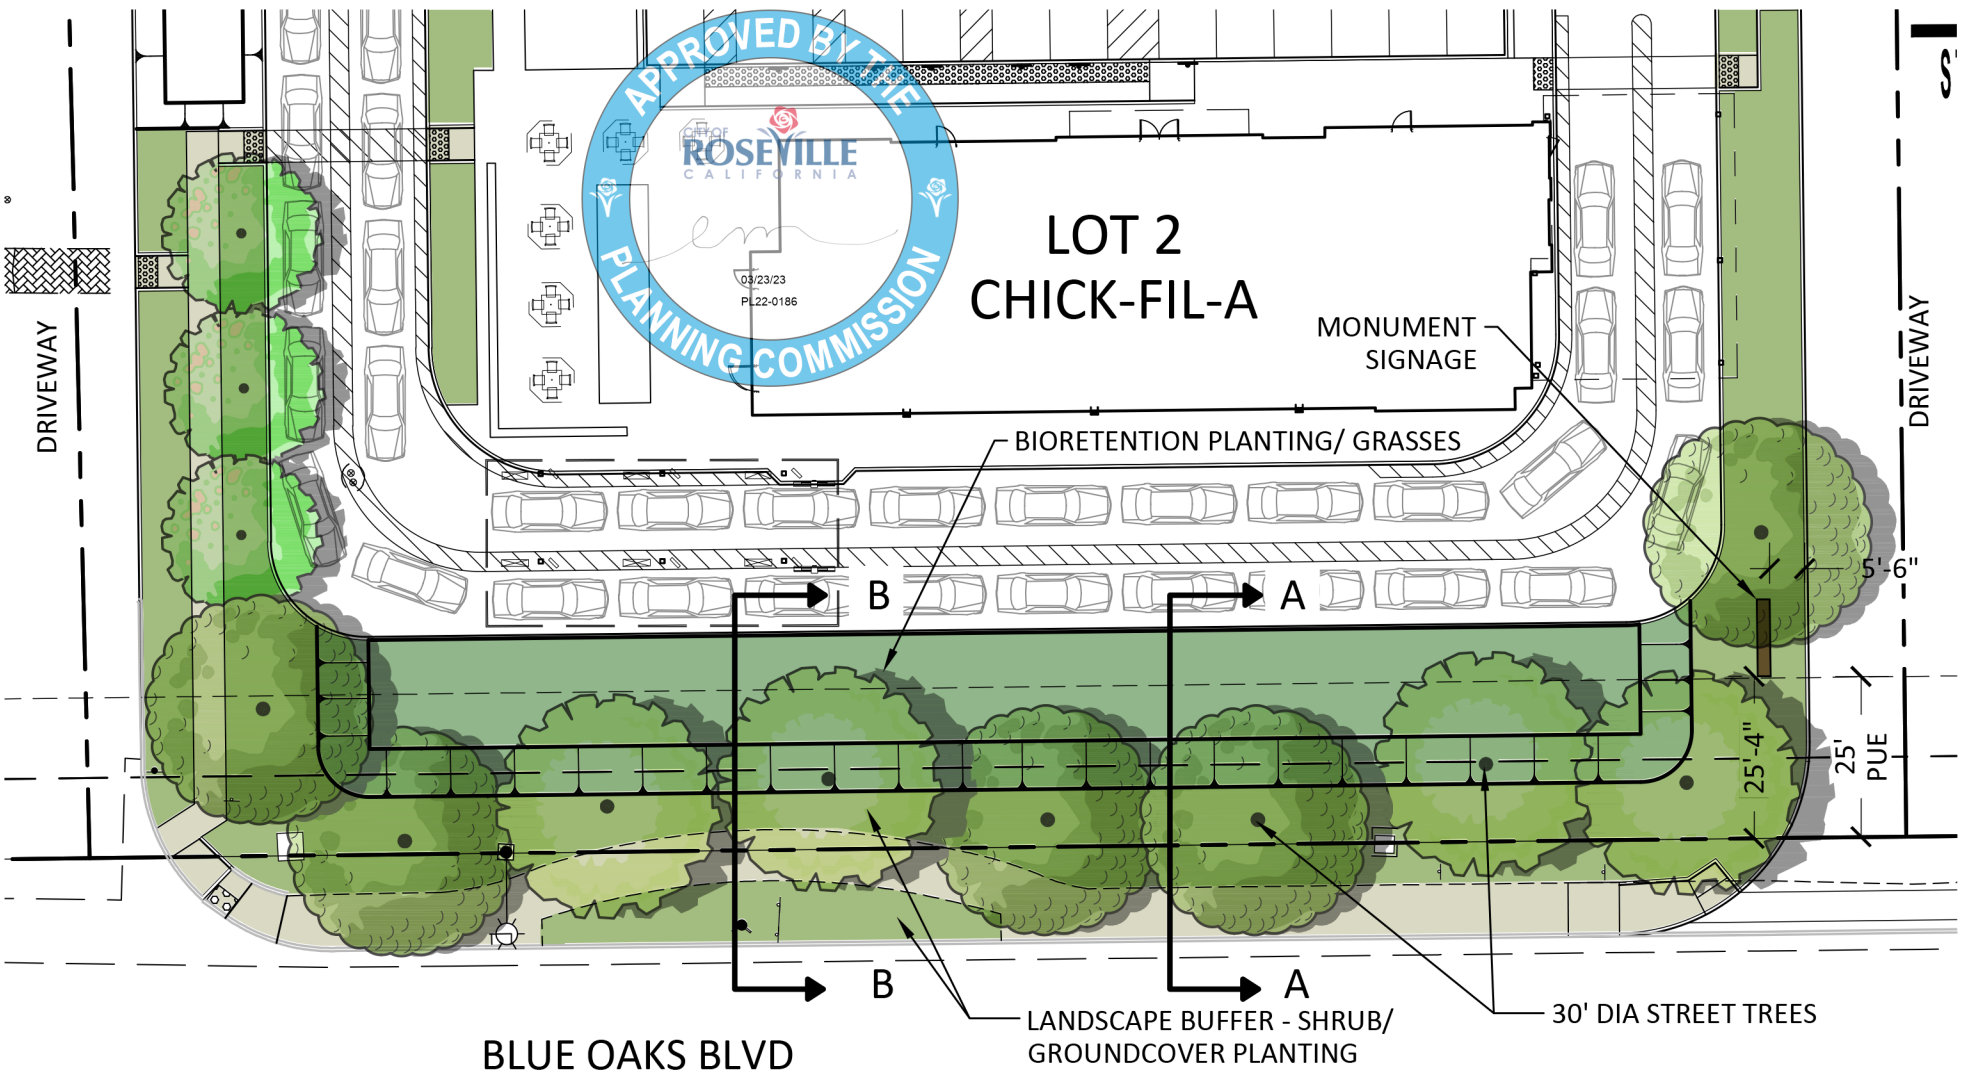 APPROVED BY THE
CITY OF
ROSEVILLE
CALIFORNIA
03/23/23
PL22-0186
PLANNING COMMISSION
LOT 2
CHICK-FIL-A
MONUMENT
SIGNAGE
DRIVEWAY
DRIVEWAY
BIORETENTION PLANTING/ GRASSES
5'-6"
B
A
25'-4"
25'
PUE
B
A
30' DIA STREET TREES
LANDSCAPE BUFFER - SHRUB/
GROUNDCOVER PLANTING
BLUE OAKS BLVD